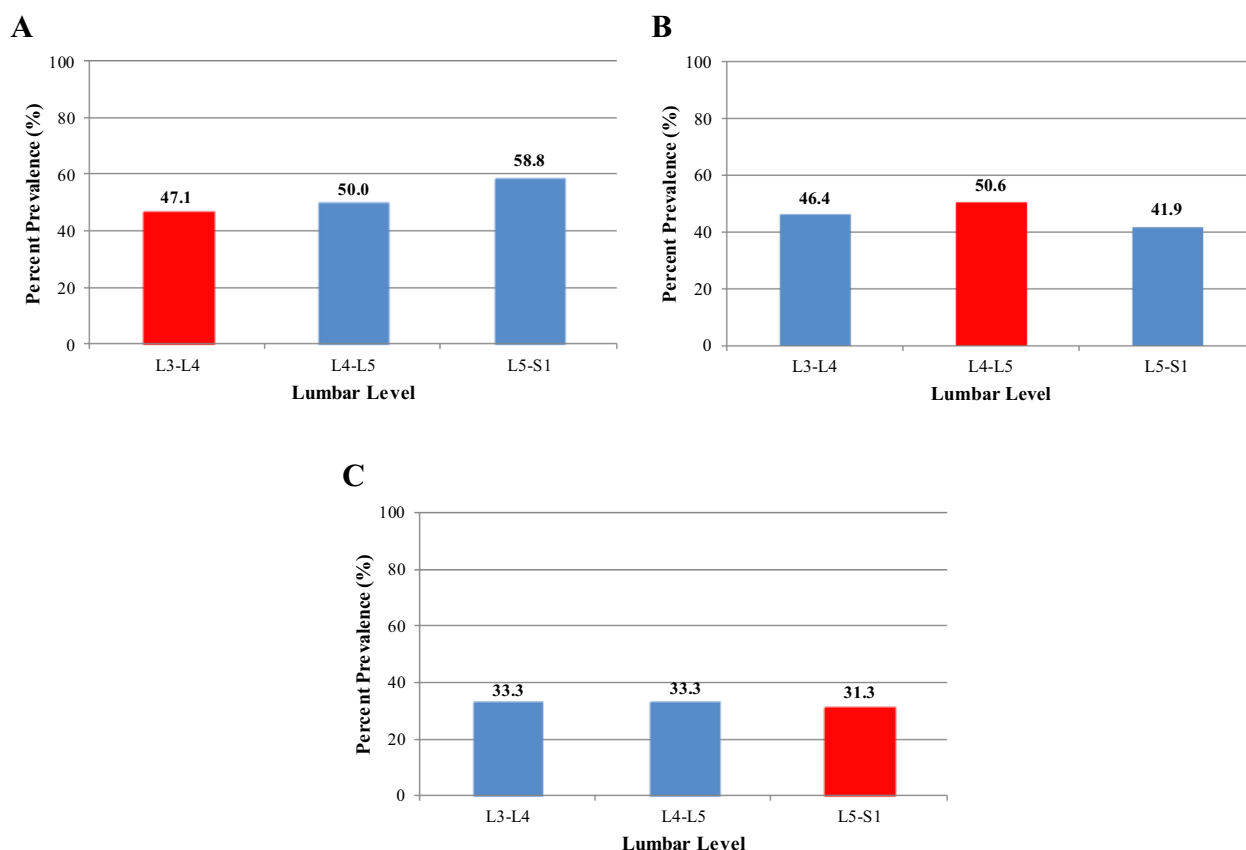 A
Percent Prevalence (%)
100
80
60
40
20
0
47.1
50.0
58.8
L3-L4
L4-L5
L5-S1
Lumbar Level
B
Percent Prevalence (%)
100
80
60
40
20
0
46.4
50.6
41.9
L3-L4
L4-L5
L5-S1
Lumbar Level
C
Percent Prevalence (%)
100
80
60
40
20
0
33.3
33.3
31.3
L3-L4
L4-L5
L5-S1
Lumbar Level